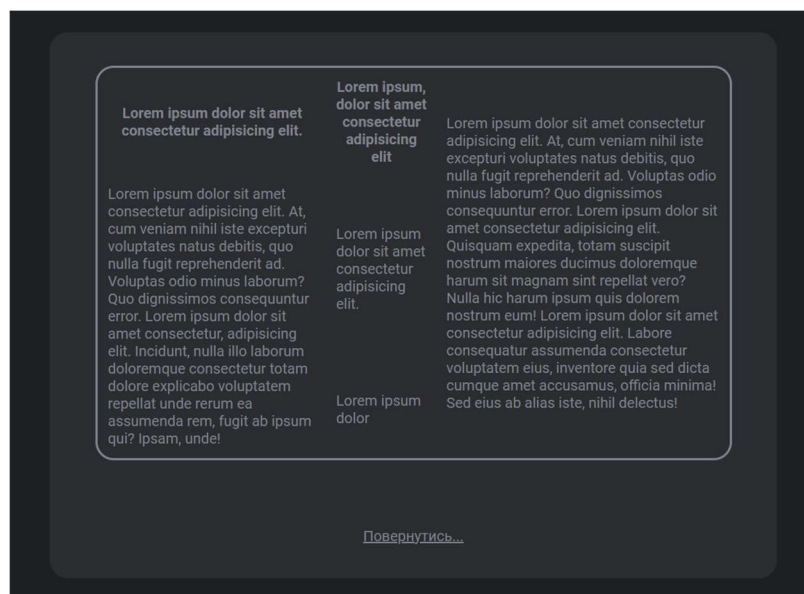 Lorem ipsum dolor sit amet
consectetur adipisicing elit.
Lorem ipsum,
dolor sit amet
consectetur
adipisicing
elit
Lorem ipsum dolor sit amet consectetur
adipisicing elit. At, cum veniam nihil iste
excepturi voluptates natus debitis, quo
nulla fugit reprehenderit ad. Voluptas odio
minus laborum? Quo dignissimos
consequuntur error. Lorem ipsum dolor sit
amet consectetur adipisicing elit.
Quisquam expedita, totam suscipit
nostrum maiores ducimus doloremque
harum sit magnam sint repellat vero?
Nulla hic harum ipsum quis dolorem
nostrum eum! Lorem ipsum dolor sit amet
consectetur adipisicing elit. Labore
consequatur assumenda consectetur
voluptatem eius, inventore quia sed dicta
cumque amet accusamus, officia minima!
Sed eius ab alias iste, nihil delectus!
Lorem ipsum dolor sit amet
consectetur adipisicing elit. At,
cum veniam nihil iste excepturi
voluptates natus debitis, quo
nulla fugit reprehenderit ad.
Voluptas odio minus laborum?
Quo dignissimos consequuntur
error. Lorem ipsum dolor sit
amet consectetur, adipisicing
elit. Incidunt, nulla illo laborum
doloremque consectetur totam
dolore explicabo voluptatem
repellat unde rerum ea
assumenda rem, fugit ab ipsum
qui? Ipsam, unde!
Lorem ipsum
dolor sit amet
consectetur
adipisicing
elit.
Lorem ipsum
dolor
Повернутись...